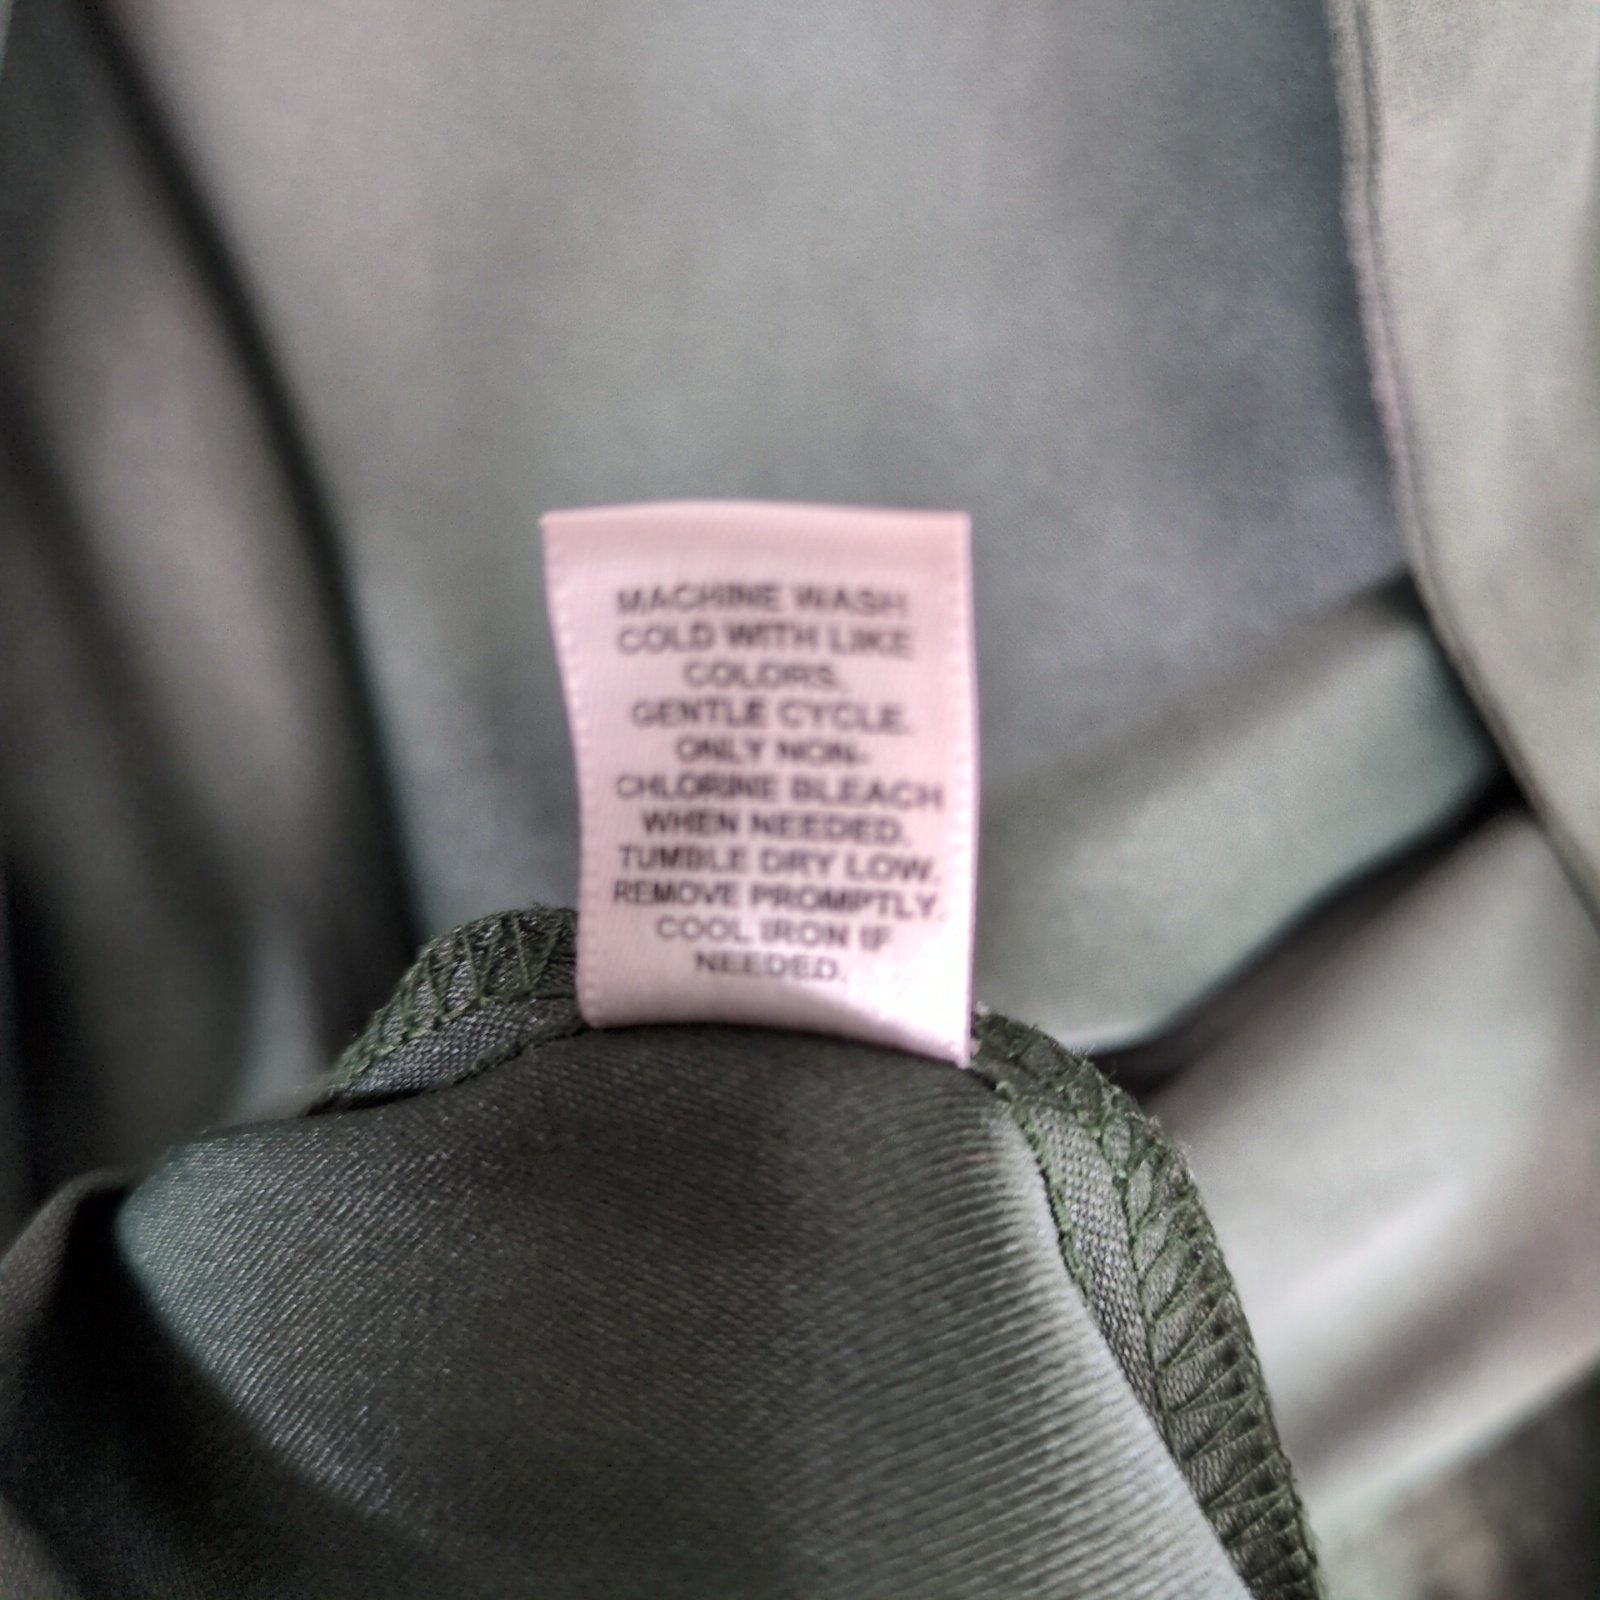 MACHINE WASH
COLD WITH LIKE
COLORS.
GENTLE CYCLE.
ONLY NON-
CHLORINE BLEACH
WHEN NEEDED.
TUMBLE DRY LOW.
REMOVE PROMPTLY.
COOL IRON IF
NEEDED.